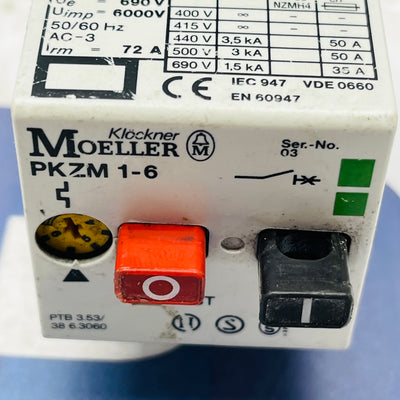 Ue = 690 V
Uimp = 6000V
50/60 Hz
AC-3
Irm = 72 A
NZMH4
400 V ∞ - ∞ -
415 V ∞ - -
440 V 3,5 kA 50 A
500 V 3 kA 50 A
690 V 1,5 kA 35 A
CE
IEC 947 VDE 0660
EN 60947
Klöckner
MOELLER M
Ser.-No.
03
PKZM 1-6
O
I
PTB 3.53/
38 6.3060
S
S